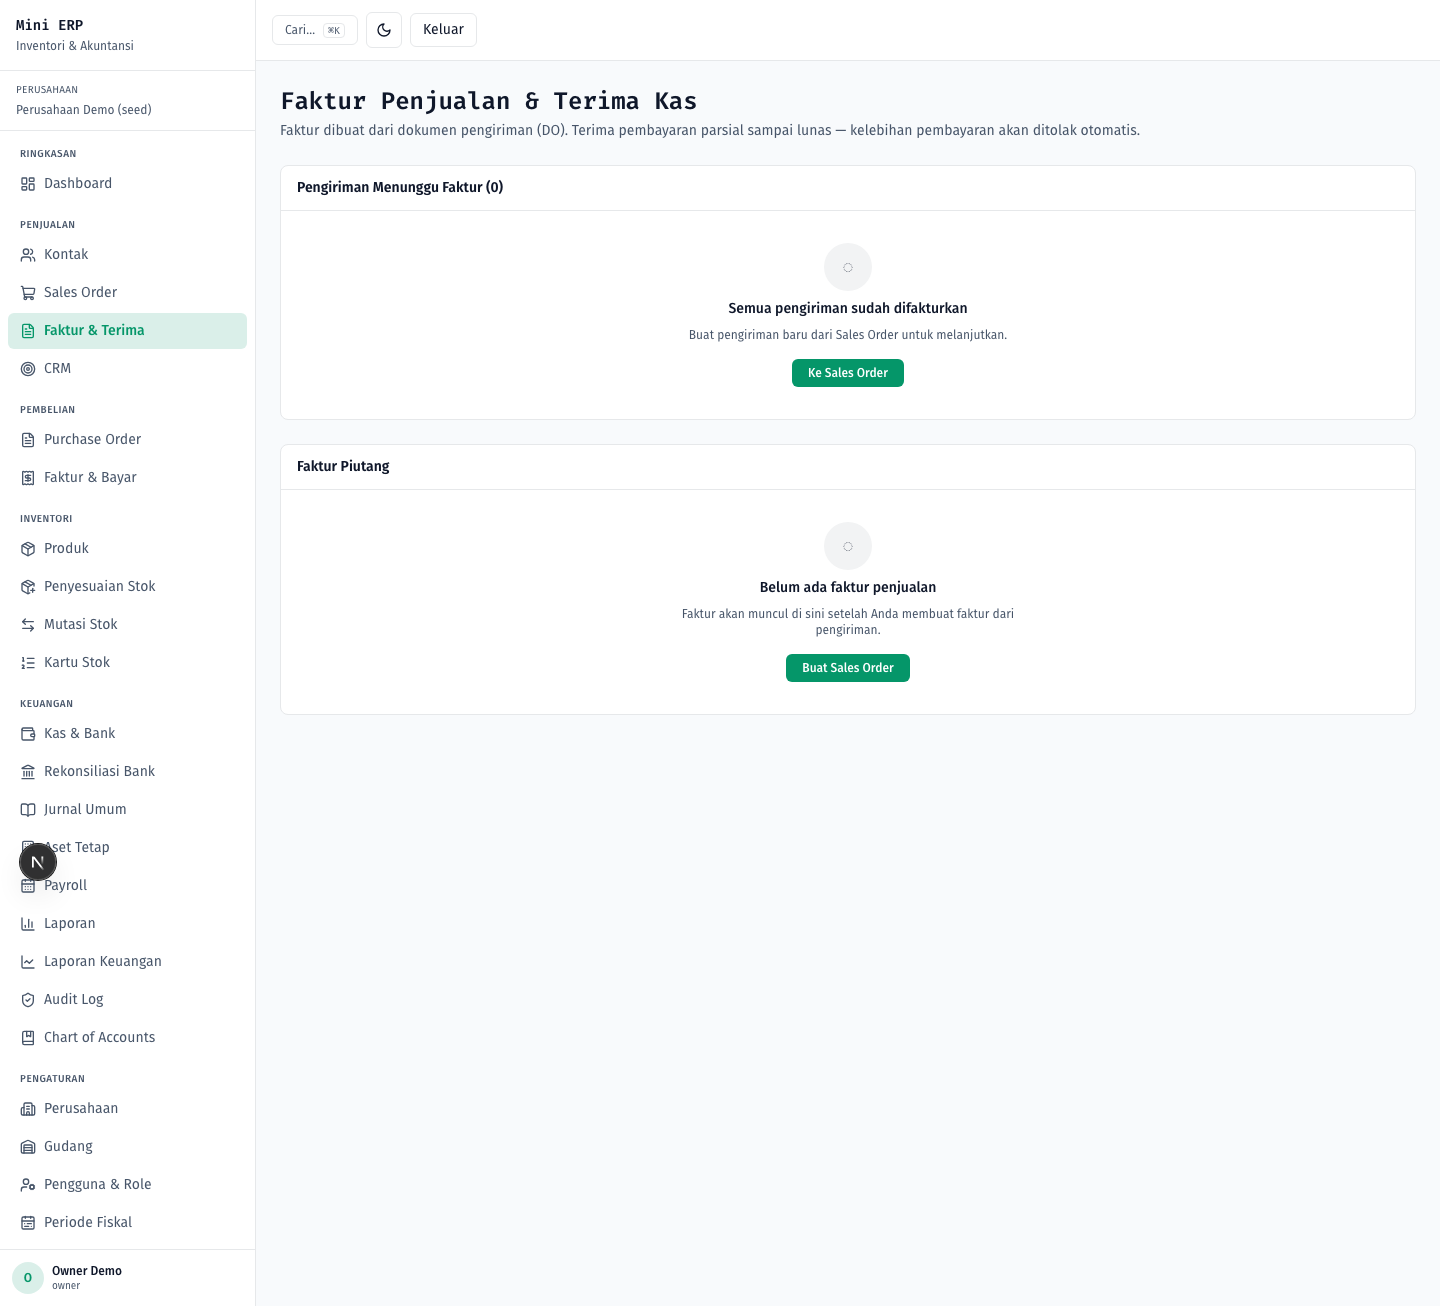 Mini ERP
Inventori & Akuntansi
PERUSAHAAN
Perusahaan Demo (seed)
RINGKASAN
Dashboard
PENJUALAN
Kontak
Sales Order
Faktur & Terima
CRM
PEMBELIAN
Purchase Order
Faktur & Bayar
INVENTORI
Produk
Penyesuaian Stok
Mutasi Stok
Kartu Stok
KEUANGAN
Kas & Bank
Rekonsiliasi Bank
Jurnal Umum
Aset Tetap
N
Payroll
Laporan
Laporan Keuangan
Audit Log
Chart of Accounts
PENGATURAN
Perusahaan
Gudang
Pengguna & Role
Periode Fiskal
O
Owner Demo
owner
Cari... ⌘K
Keluar
Faktur Penjualan & Terima Kas
Faktur dibuat dari dokumen pengiriman (DO). Terima pembayaran parsial sampai lunas — kelebihan pembayaran akan ditolak otomatis.
Pengiriman Menunggu Faktur (0)
Semua pengiriman sudah difakturkan
Buat pengiriman baru dari Sales Order untuk melanjutkan.
Ke Sales Order
Faktur Piutang
Belum ada faktur penjualan
Faktur akan muncul di sini setelah Anda membuat faktur dari
pengiriman.
Buat Sales Order